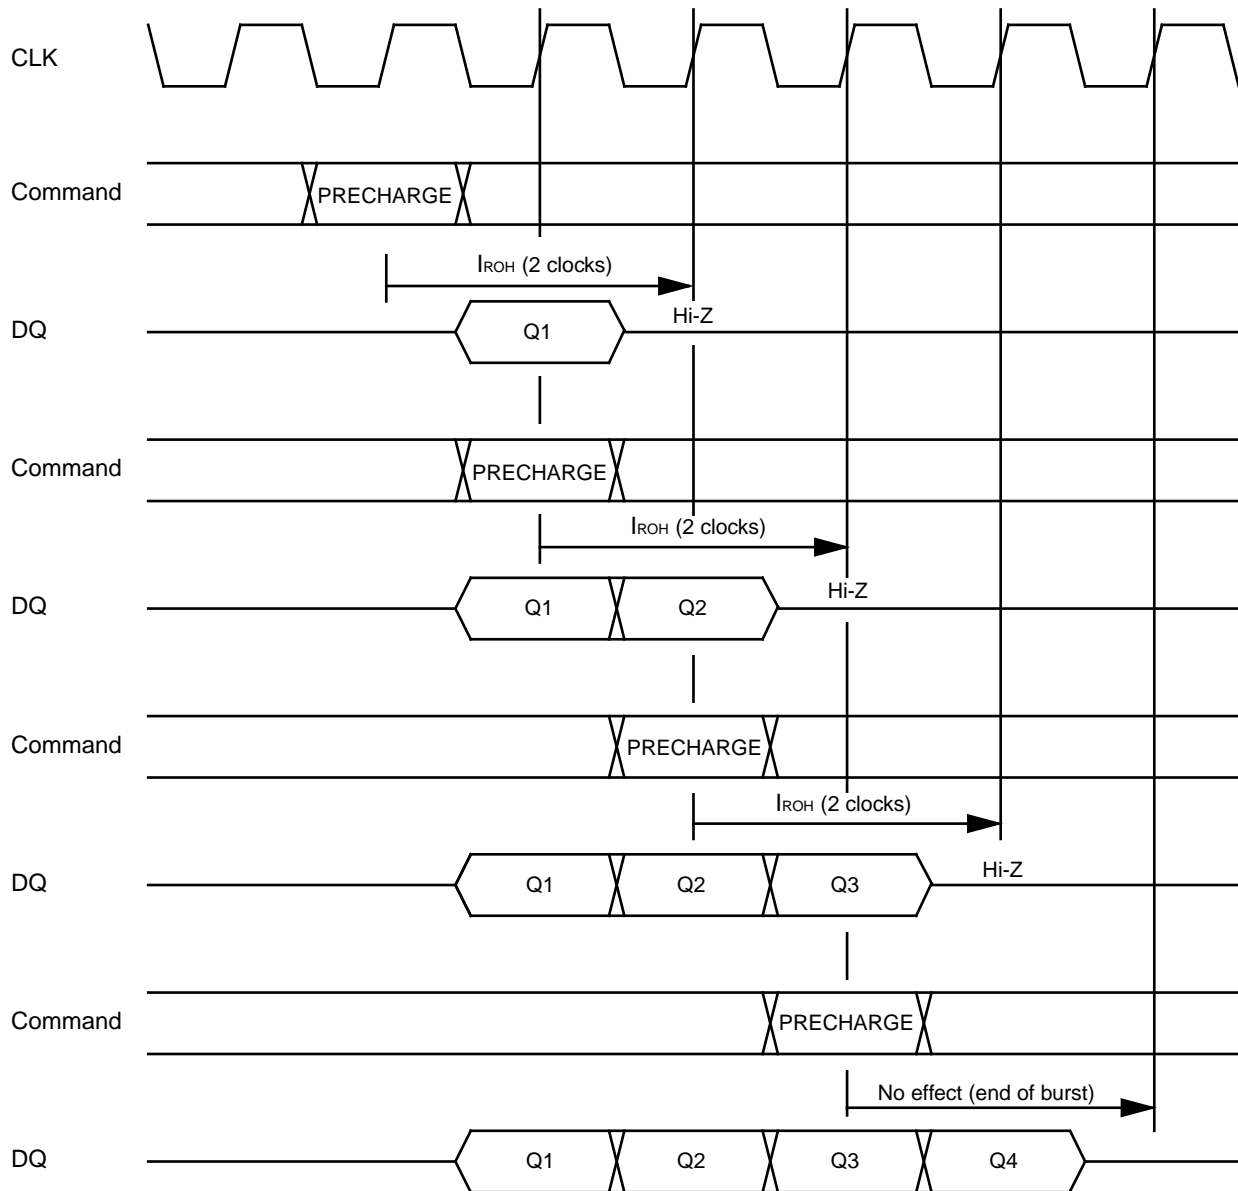 CLK
Command PRECHARGE
IROH (2 clocks)
DQ Q1 Hi-Z
Command PRECHARGE
IROH (2 clocks)
DQ Q1 Q2 Hi-Z
Command PRECHARGE
IROH (2 clocks)
DQ Q1 Q2 Q3 Hi-Z
Command PRECHARGE
No effect (end of burst)
DQ Q1 Q2 Q3 Q4